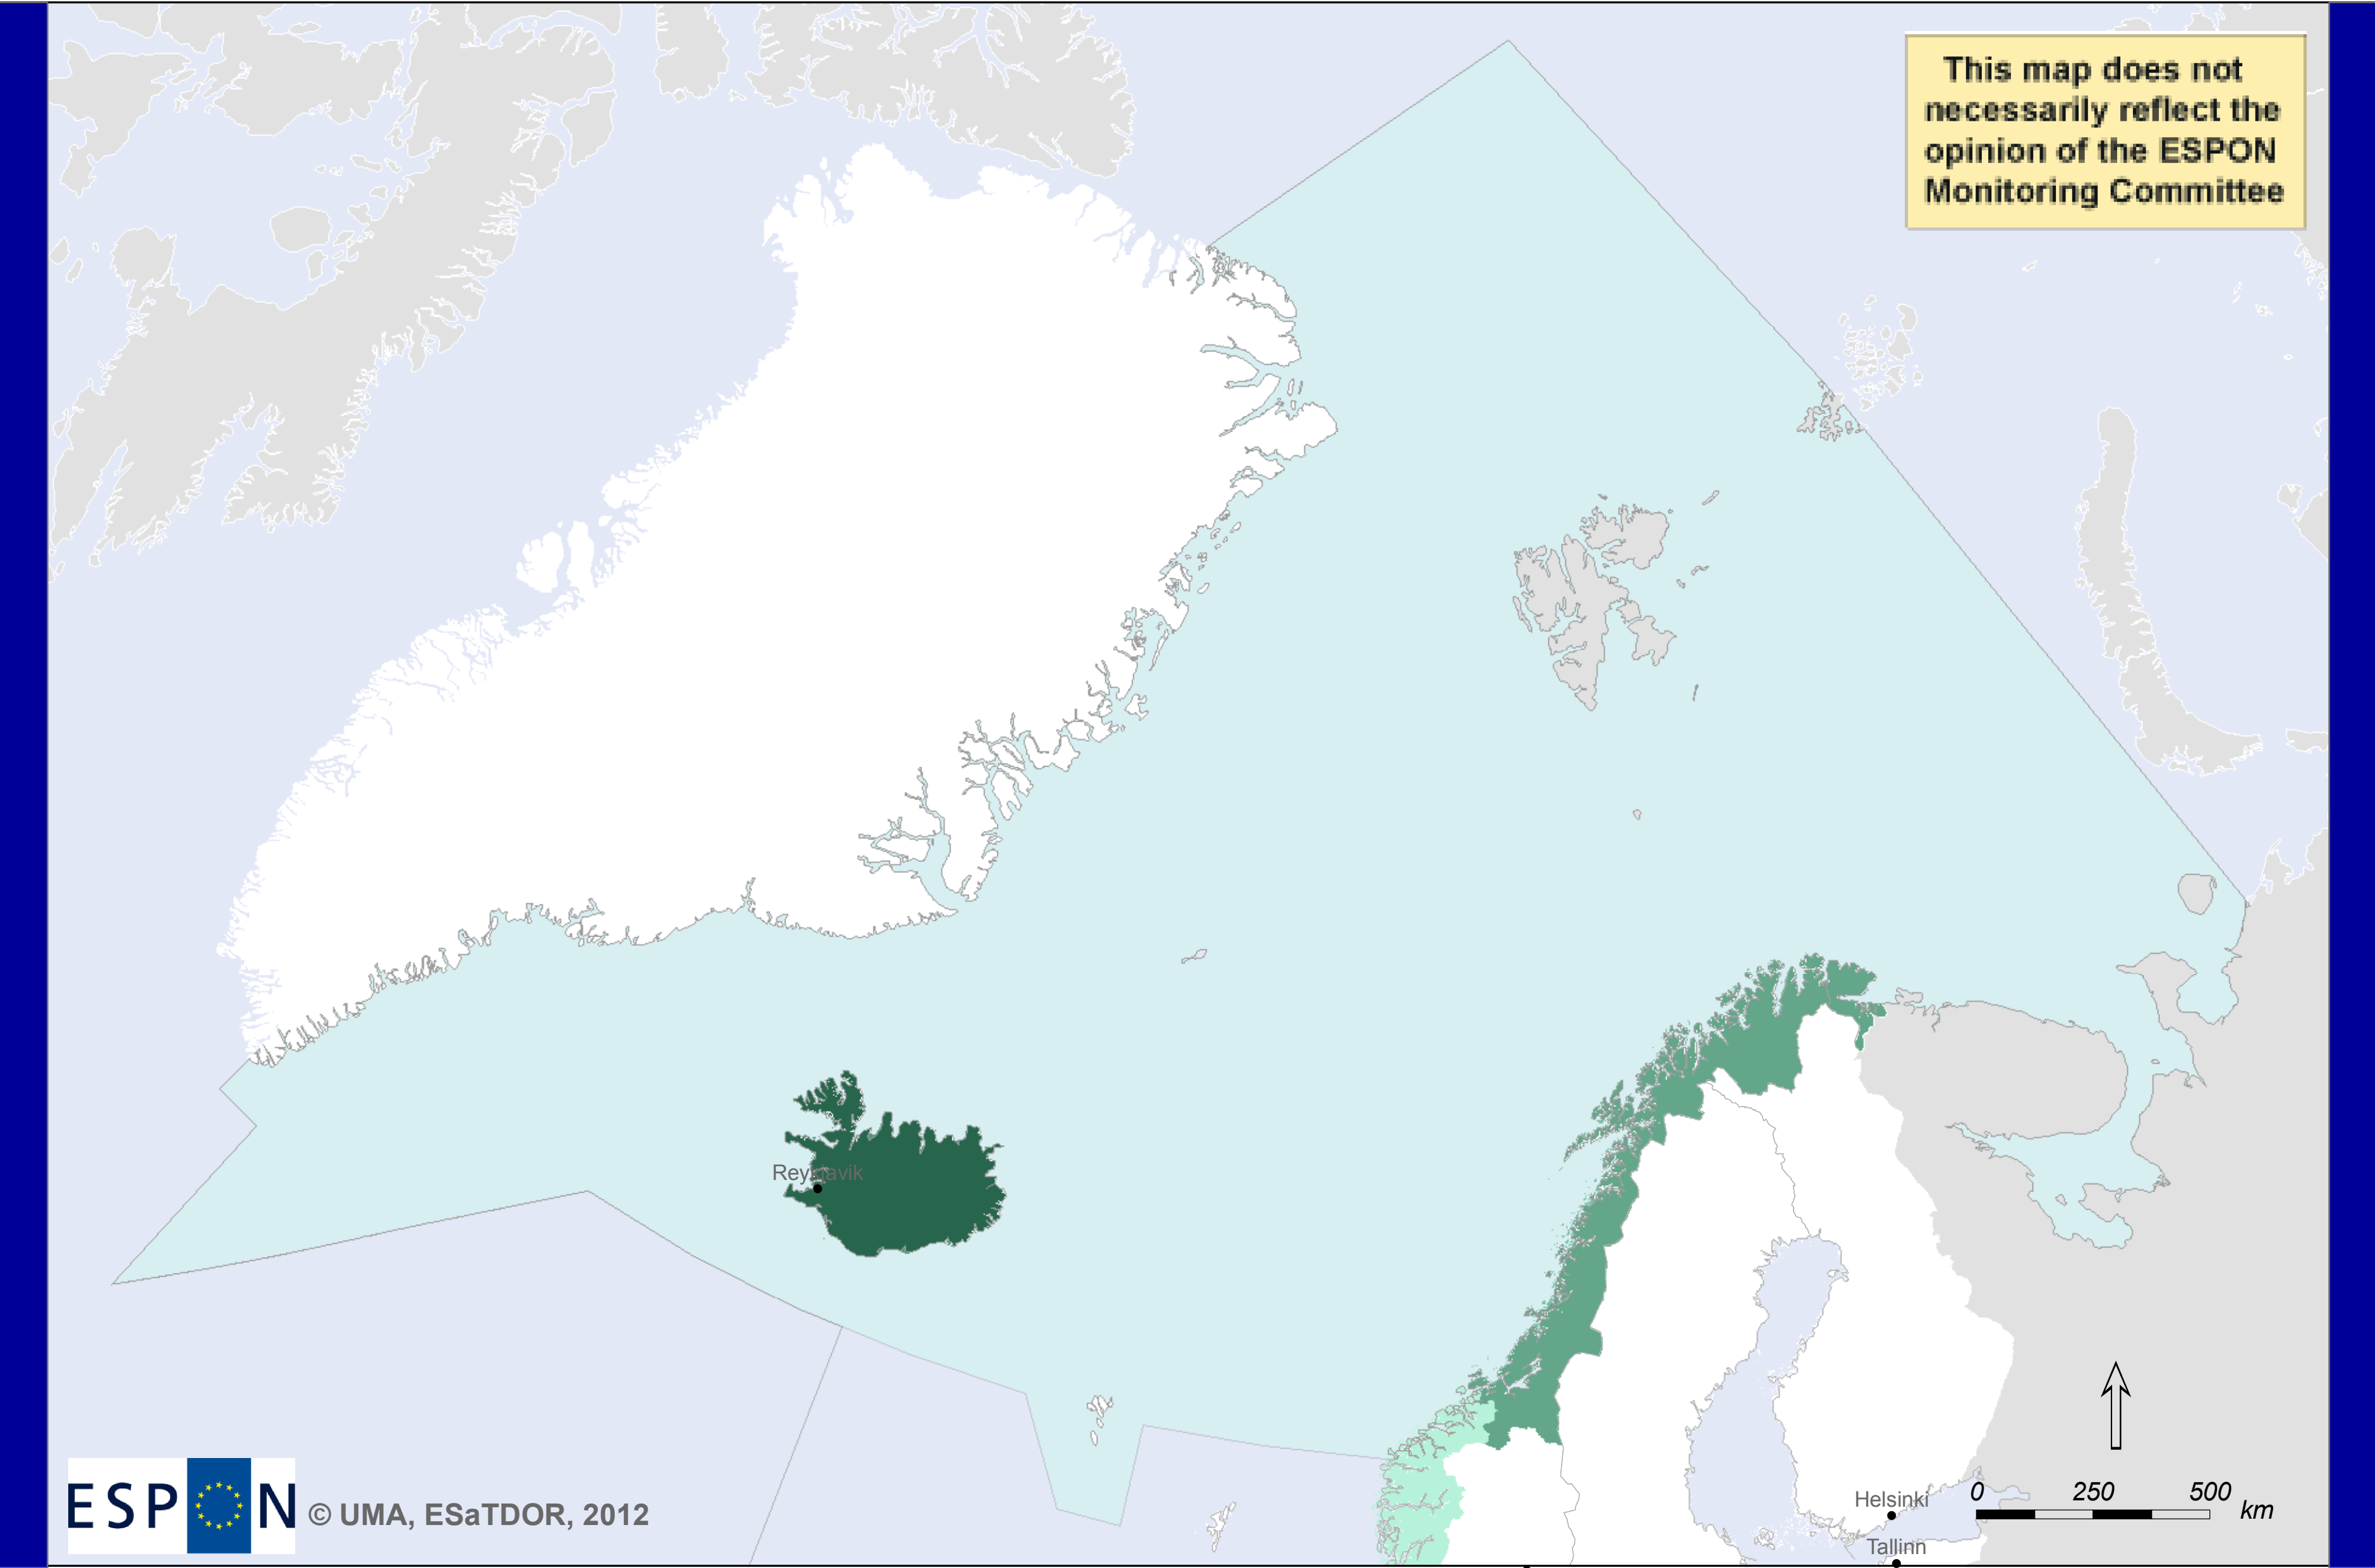 This map does not
necessarily reflect the
opinion of the ESPON
Monitoring Committee
Reykjavik
Helsinki
Tallinn
0 250 500
km
ESPON © UMA, ESaTDOR, 2012